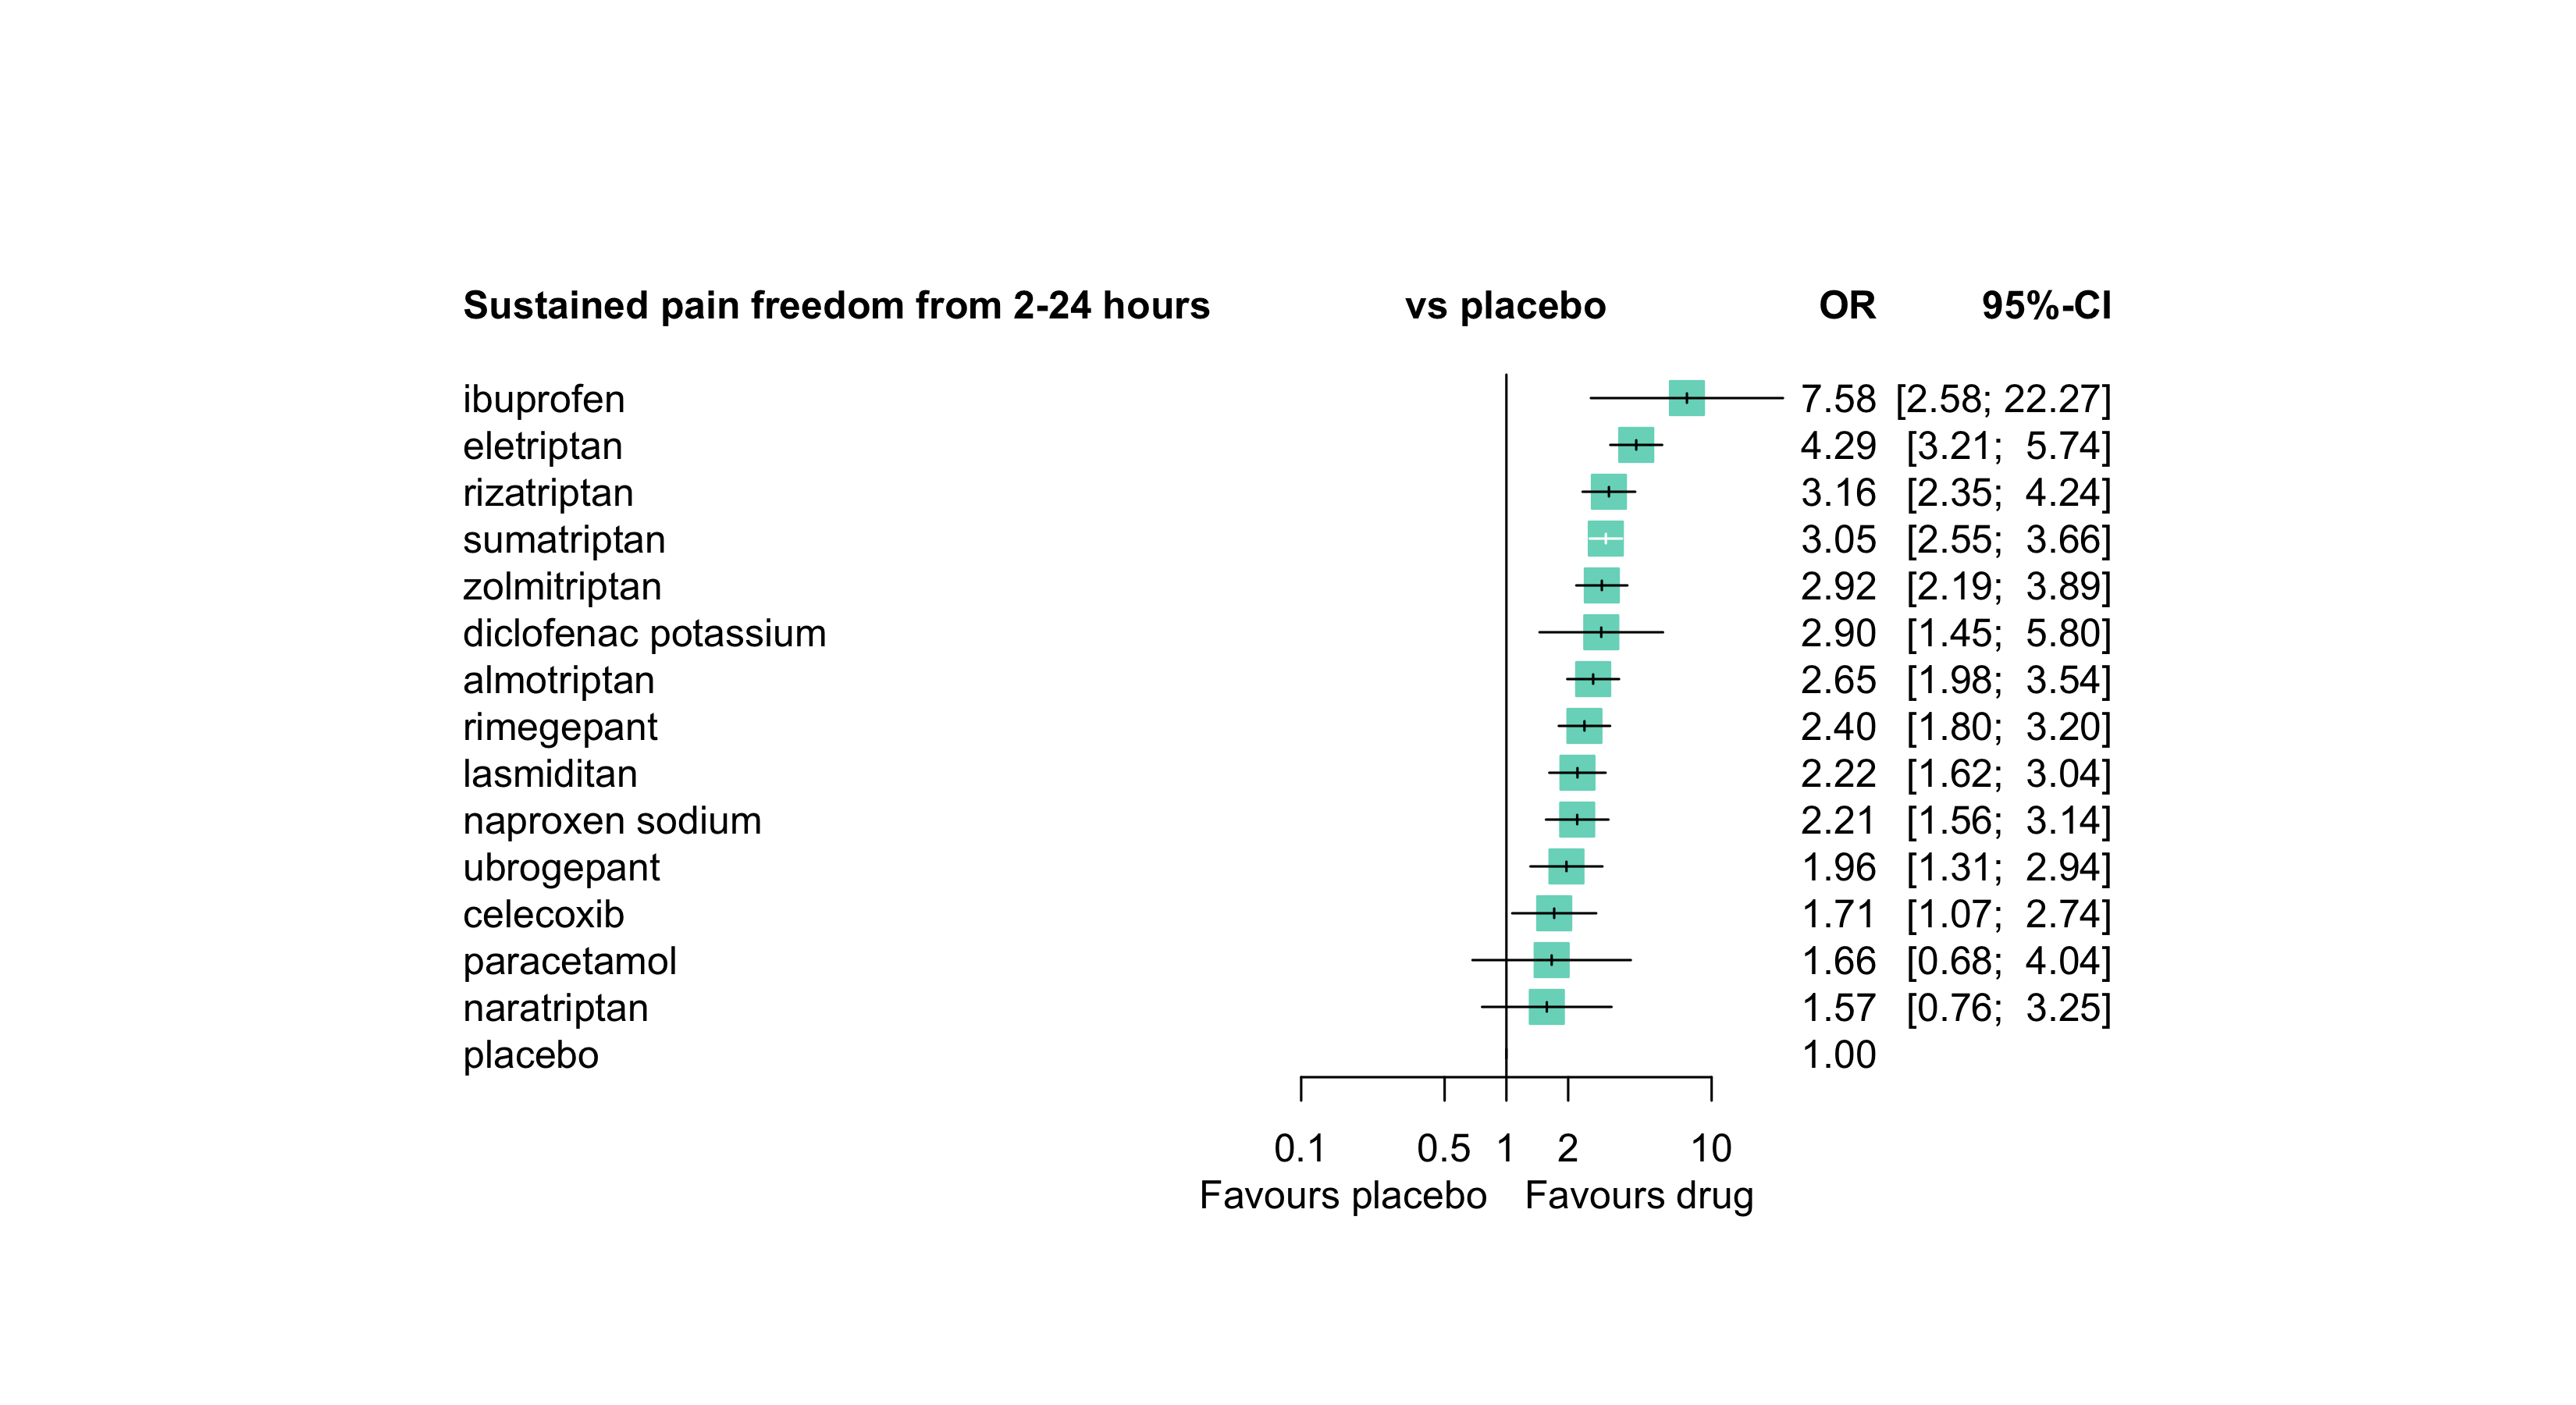 Sustained pain freedom from 2-24 hours vs placebo OR 95%-CI
ibuprofen 7.58 [2.58; 22.27]
eletriptan 4.29 [3.21; 5.74]
rizatriptan 3.16 [2.35; 4.24]
sumatriptan 3.05 [2.55; 3.66]
zolmitriptan 2.92 [2.19; 3.89]
diclofenac potassium 2.90 [1.45; 5.80]
almotriptan 2.65 [1.98; 3.54]
rimegepant 2.40 [1.80; 3.20]
lasmiditan 2.22 [1.62; 3.04]
naproxen sodium 2.21 [1.56; 3.14]
ubrogepant 1.96 [1.31; 2.94]
celecoxib 1.71 [1.07; 2.74]
paracetamol 1.66 [0.68; 4.04]
naratriptan 1.57 [0.76; 3.25]
placebo 1.00
0.1 0.5 1 2 10
Favours placebo Favours drug